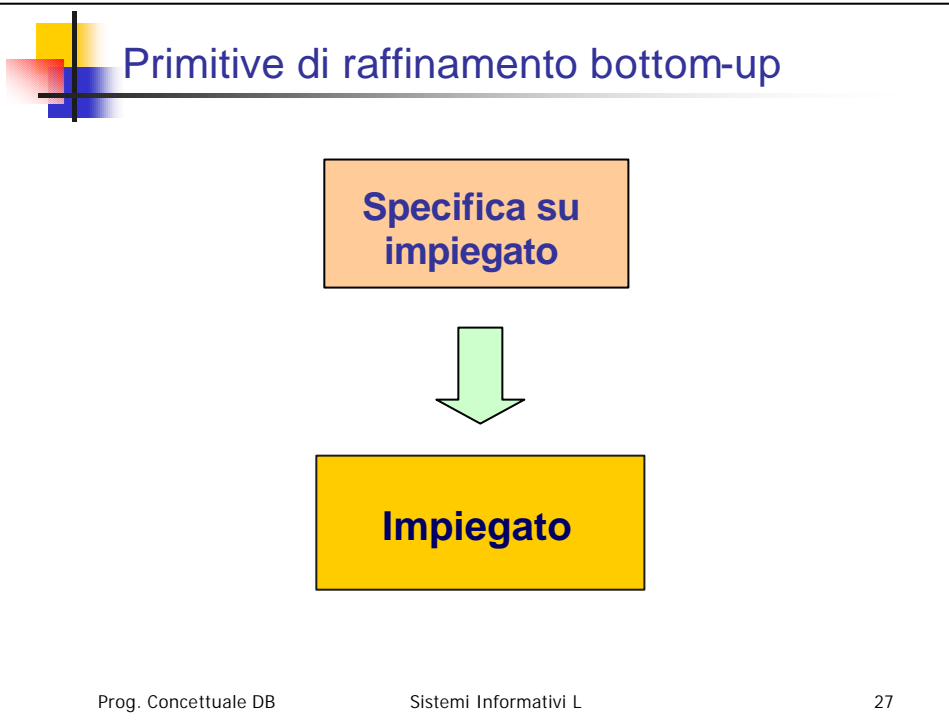 Primitive di raffinamento bottom-up
Specifica su
impiegato
Impiegato
Prog. Concettuale DB Sistemi Informativi L 27